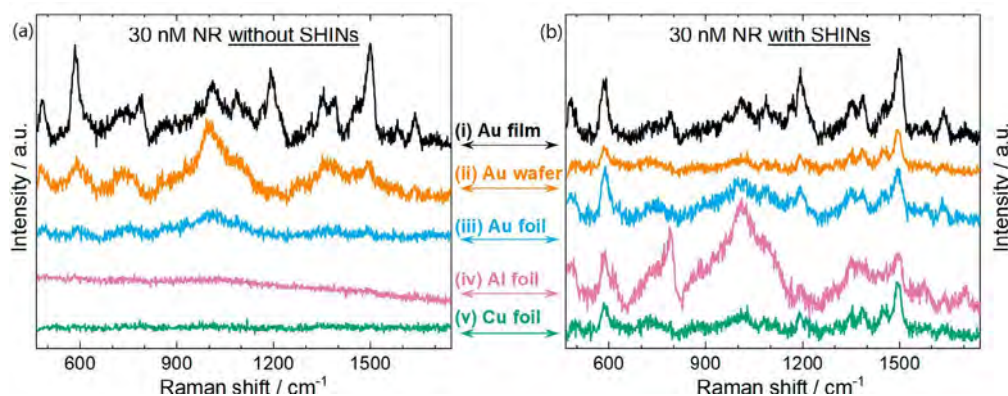 (a)
30 nM NR without SHINs
Intensity / a.u.
600
900
1200
1500
Raman shift / cm⁻¹
(i) Au film
(ii) Au wafer
(iii) Au foil
(iv) Al foil
(v) Cu foil
(b)
30 nM NR with SHINs
600
900
1200
1500
Raman shift / cm⁻¹
Intensity / a.u.